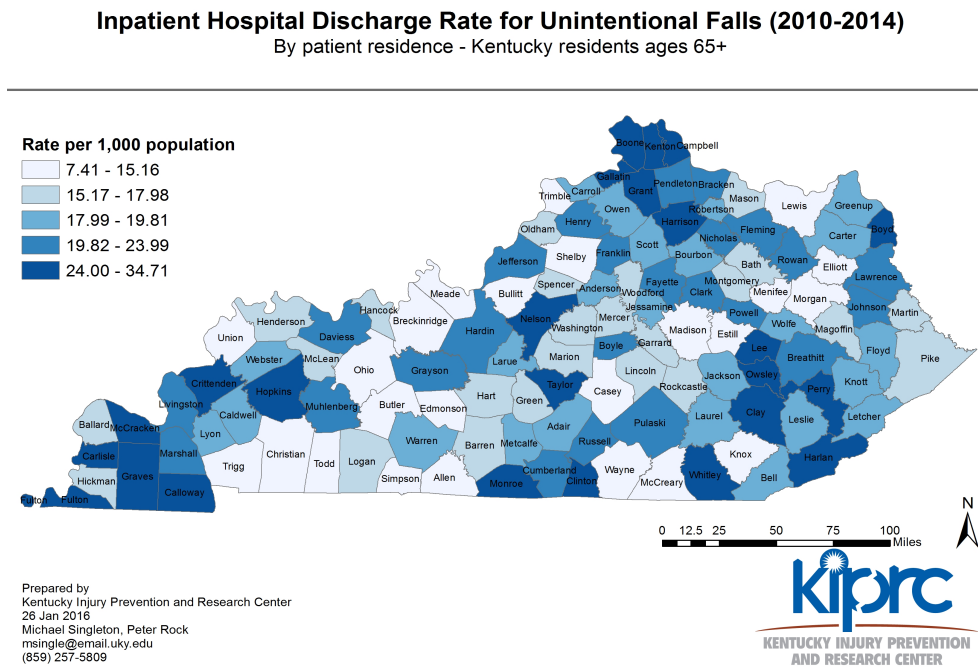 Inpatient Hospital Discharge Rate for Unintentional Falls (2010-2014)
By patient residence - Kentucky residents ages 65+
Rate per 1,000 population
7.41 - 15.16
15.17 - 17.98
17.99 - 19.81
19.82 - 23.99
24.00 - 34.71
Boone Kenton Campbell
Gallatin
Grant
Pendleton
Bracken
Trimble
Carroll
Owen
Mason
Lewis
Greenup
Robertson
Harrison
Oldham
Henry
Nicholas
Fleming
Carter
Boyd
Scott
Franklin
Bourbon
Jefferson
Shelby
Bath
Rowan
Elliott
Lawrence
Spencer
Anderson
Woodford
Fayette
Clark
Montgomery
Menifee
Morgan
Bullitt
Meade
Hancock
Breckinridge
Jessamine
Johnson
Martin
Powell
Nelson
Washington
Mercer
Madison
Estill
Wolfe
Magoffin
Henderson
Union
Daviess
Hardin
Boyle
Garrard
Lee
Breathitt
Floyd
Pike
Webster
McLean
Ohio
Grayson
Larue
Marion
Lincoln
Rockcastle
Jackson
Owsley
Knott
Perry
Crittenden
Hopkins
Livingston
Muhlenberg
Butler
Edmonson
Hart
Green
Taylor
Casey
Clay
Leslie
Letcher
Laurel
Pulaski
Caldwell
Lyon
Ballard
McCracken
Warren
Barren
Metcalfe
Adair
Russell
Marshall
Carlisle
Graves
Hickman
Calloway
Fulton
Fulton
Trigg
Christian
Todd
Logan
Simpson
Allen
Monroe
Cumberland
Clinton
Wayne
McCreary
Whitley
Knox
Bell
Harlan
N
0 12.5 25 50 75 100
Miles
Prepared by
Kentucky Injury Prevention and Research Center
26 Jan 2016
Michael Singleton, Peter Rock
msingle@email.uky.edu
(859) 257-5809
kiprc
KENTUCKY INJURY PREVENTION
AND RESEARCH CENTER